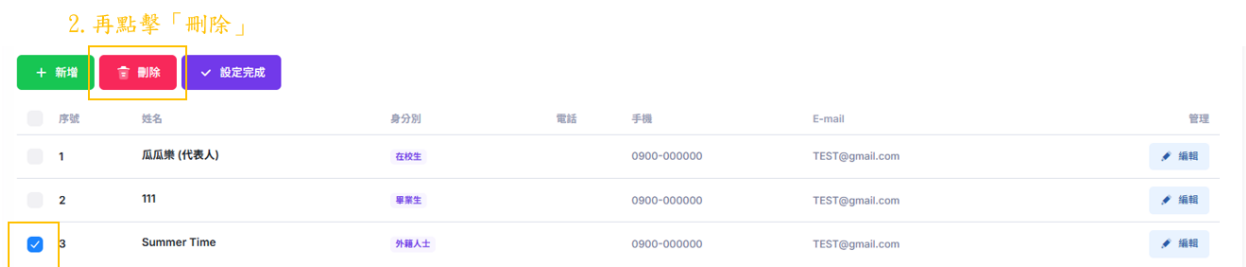 2.再點擊「刪除」
+ 新增 刪除 設定完成
序號 姓名 身分別 電話 手機 E-mail 管理
1 瓜瓜樂 (代表人) 在校生 0900-000000 TEST@gmail.com 編輯
2 111 畢業生 0900-000000 TEST@gmail.com 編輯
3 Summer Time 外籍人士 0900-000000 TEST@gmail.com 編輯